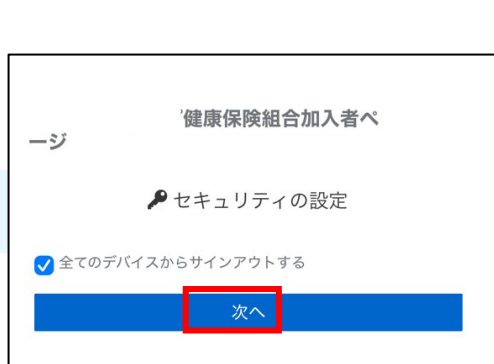 健康保険組合加入者ペ
ージ
セキュリティの設定
全てのデバイスからサインアウトする
次へ